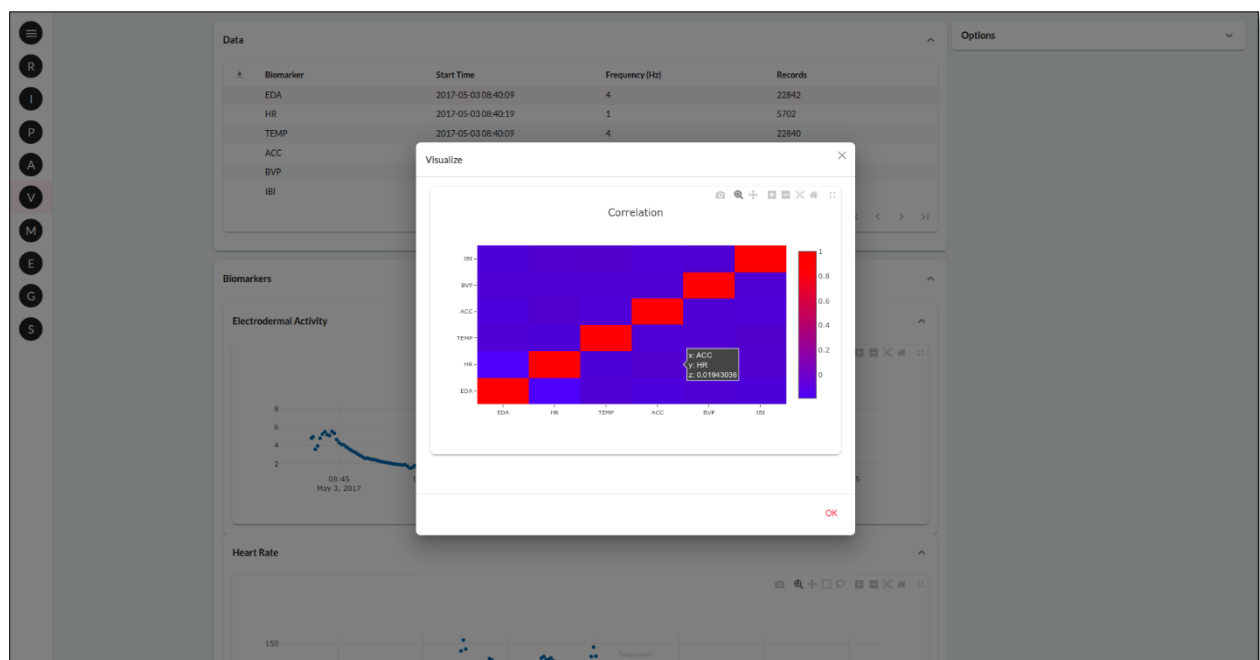 R
I
P
A
V
M
E
G
S
Data
Options
Biomarker Start Time Frequency (Hz) Records
EDA 2017-05-03 08:40:09 4 22842
HR 2017-05-03 08:40:19 1 5702
TEMP 2017-05-03 08:40:09 4 22840
ACC
BVP
IBI
Visualize
Correlation
IBI
BVP
ACC
TEMP
HR
EDA
EDA HR TEMP ACC BVP IBI
1
0.8
0.6
0.4
0.2
0
x: ACC
y: HR
z: 0.01943036
OK
Biomarkers
Electrodermal Activity
8
6
4
2
08:45
May 3, 2017
Heart Rate
150